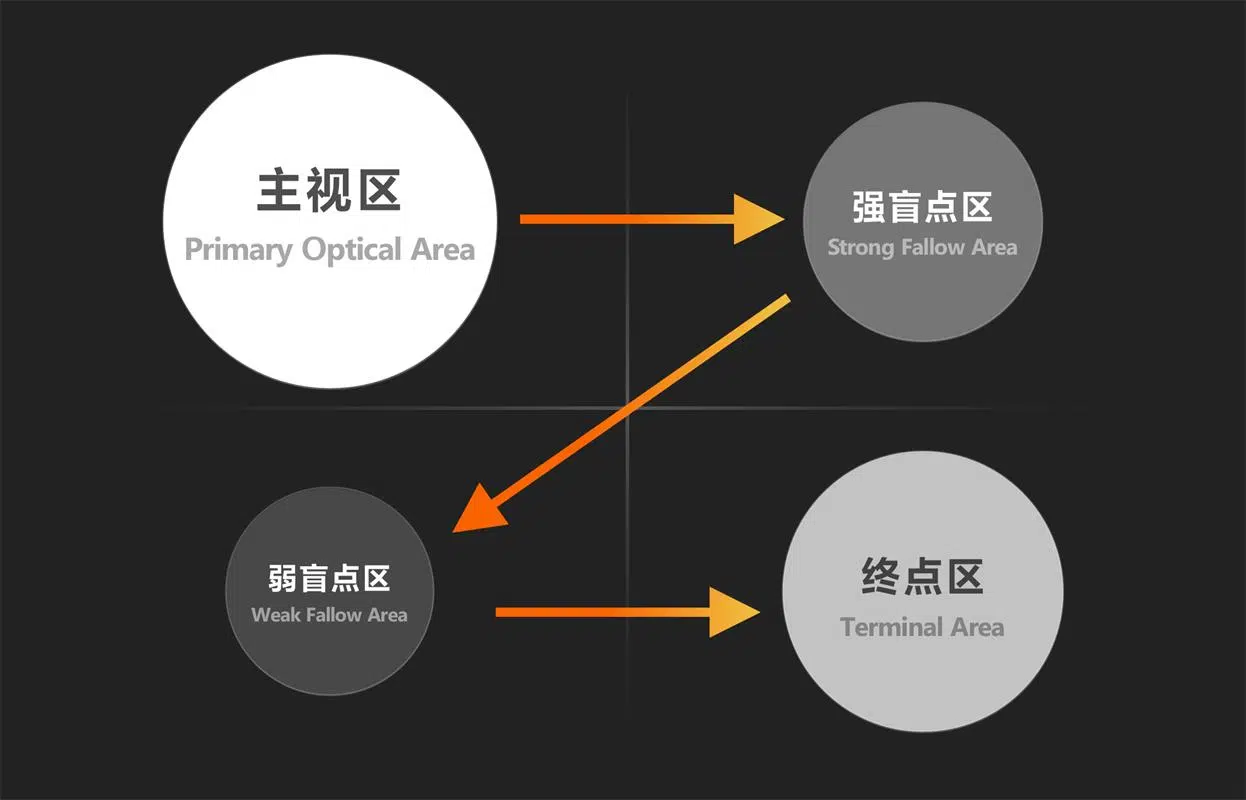 主视区
Primary Optical Area
强盲点区
Strong Fallow Area
弱盲点区
Weak Fallow Area
终点区
Terminal Area